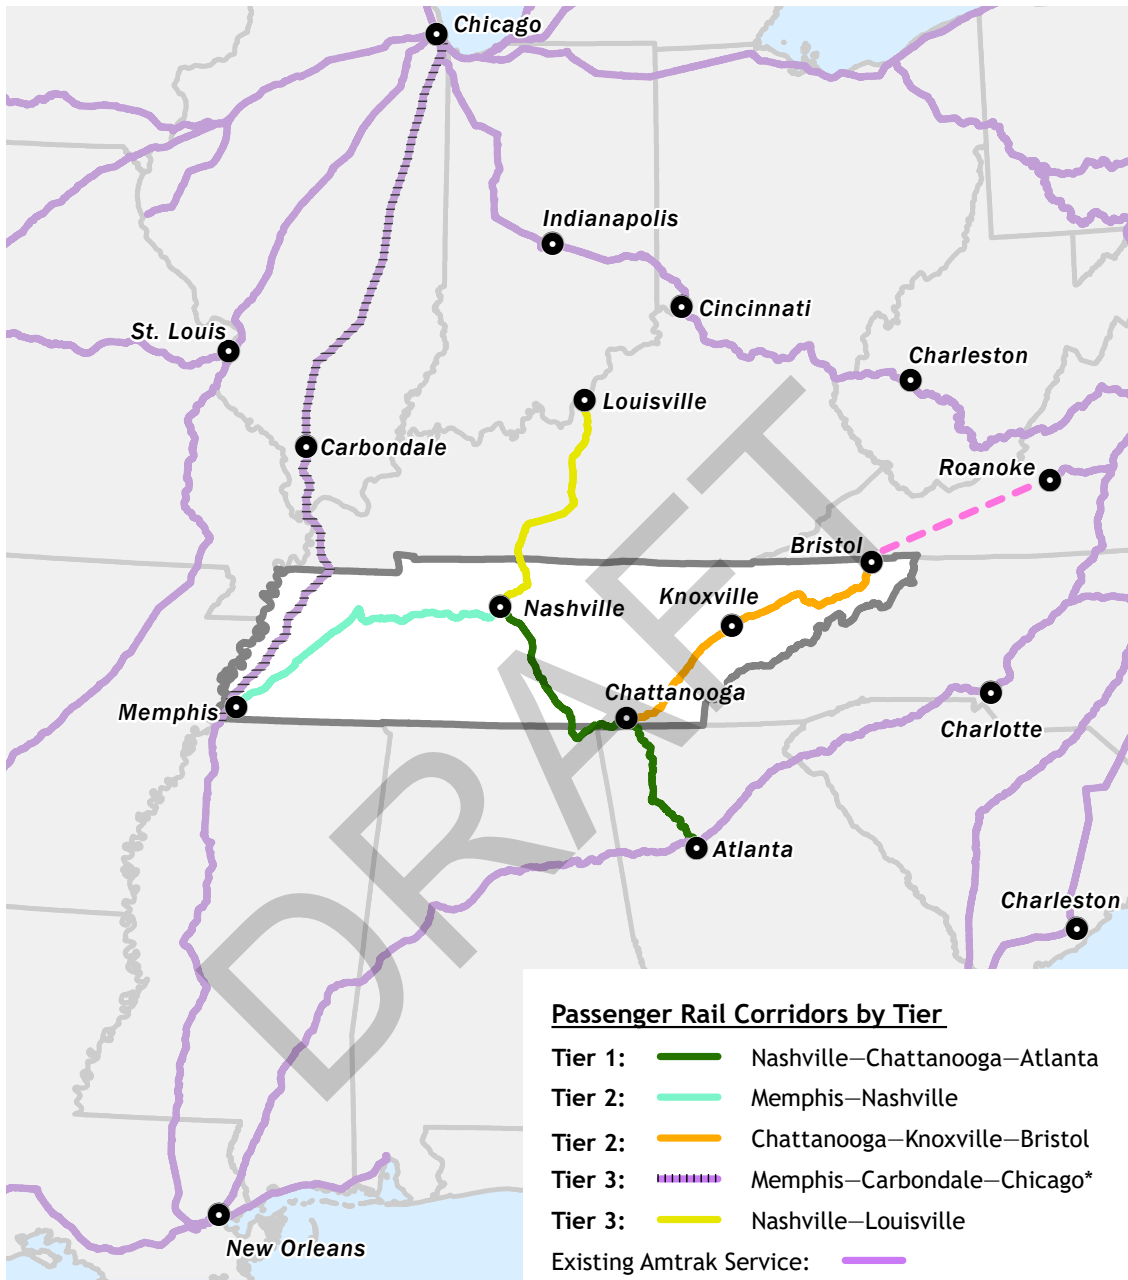 Chicago
Indianapolis
Cincinnati
St. Louis
Charleston
Louisville
Carbondale
Roanoke
Bristol
Knoxville
Nashville
Chattanooga
Memphis
Charlotte
Atlanta
Charleston
New Orleans
DRAFT
Passenger Rail Corridors by Tier
Tier 1: Nashville—Chattanooga—Atlanta
Tier 2: Memphis—Nashville
Tier 2: Chattanooga—Knoxville—Bristol
Tier 3: Memphis—Carbondale—Chicago*
Tier 3: Nashville—Louisville
Existing Amtrak Service: